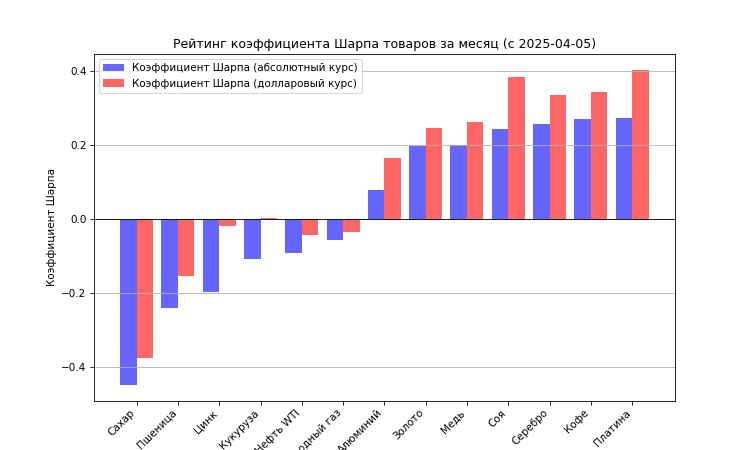 Рейтинг коэффициента Шарпа товаров за месяц (с 2025-04-05)
Коэффициент Шарпа (абсолютный курс)
Коэффициент Шарпа (долларовый курс)
Коэффициент Шарпа
0.4
0.2
0.0
−0.2
−0.4
Сахар
Пшеница
Цинк
Кукуруза
Нефть WTI
одный газ
Алюминий
Золото
Медь
Соя
Серебро
Кофе
Платина